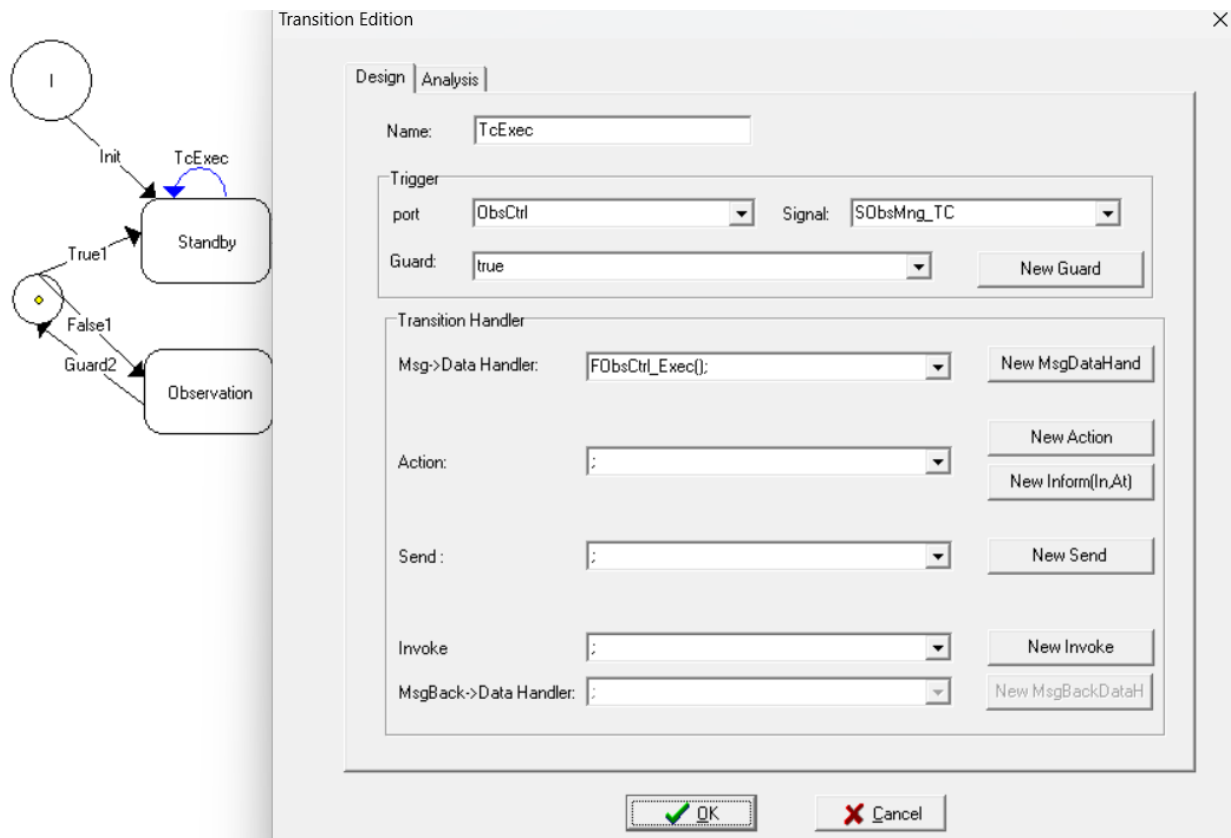 Transition Edition
I
Init
TcExec
Standby
True1
False1
Guard2
Observation
Design
Analysis
Name:
TcExec
Trigger
port
ObsCtrl
Signal:
SObsMng_TC
Guard:
true
New Guard
Transition Handler
Msg->Data Handler:
FObsCtrl_Exec();
New MsgDataHand
Action:
;
New Action
New Inform(In,At)
Send :
;
New Send
Invoke
;
New Invoke
MsgBack->Data Handler:
;
New MsgBackDataH
OK
Cancel